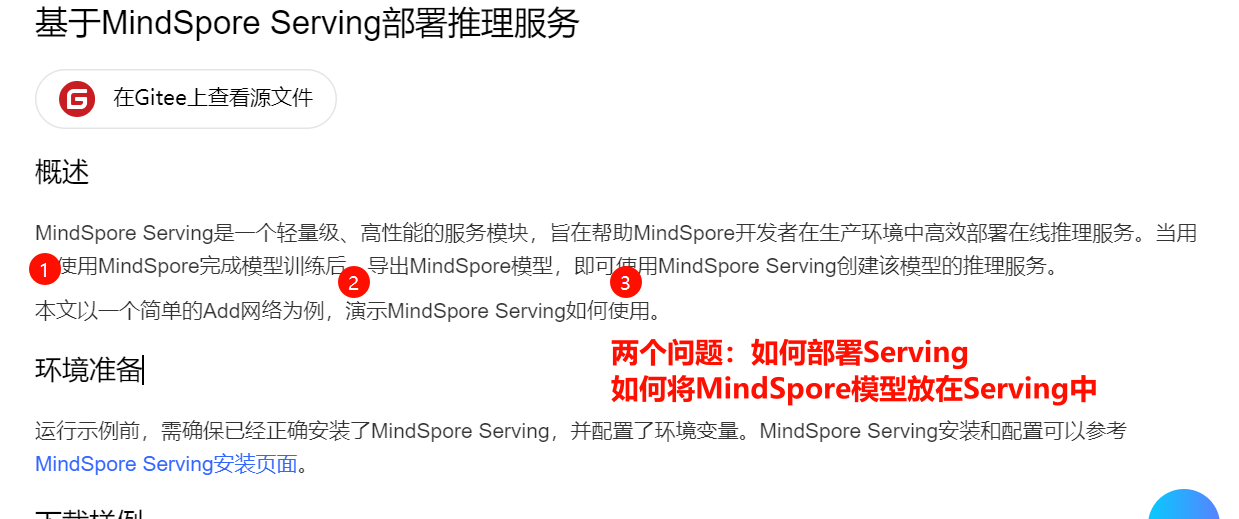 基于MindSpore Serving部署推理服务
在Gitee上查看源文件
概述
MindSpore Serving是一个轻量级、高性能的服务模块，旨在帮助MindSpore开发者在生产环境中高效部署在线推理服务。当用
1 使用MindSpore完成模型训练后 导出MindSpore模型，即可使用MindSpore Serving创建该模型的推理服务。
2 3
本文以一个简单的Add网络为例，演示MindSpore Serving如何使用。
两个问题：如何部署Serving
如何将MindSpore模型放在Serving中
环境准备
运行示例前，需确保已经正确安装了MindSpore Serving，并配置了环境变量。MindSpore Serving安装和配置可以参考
MindSpore Serving安装页面。